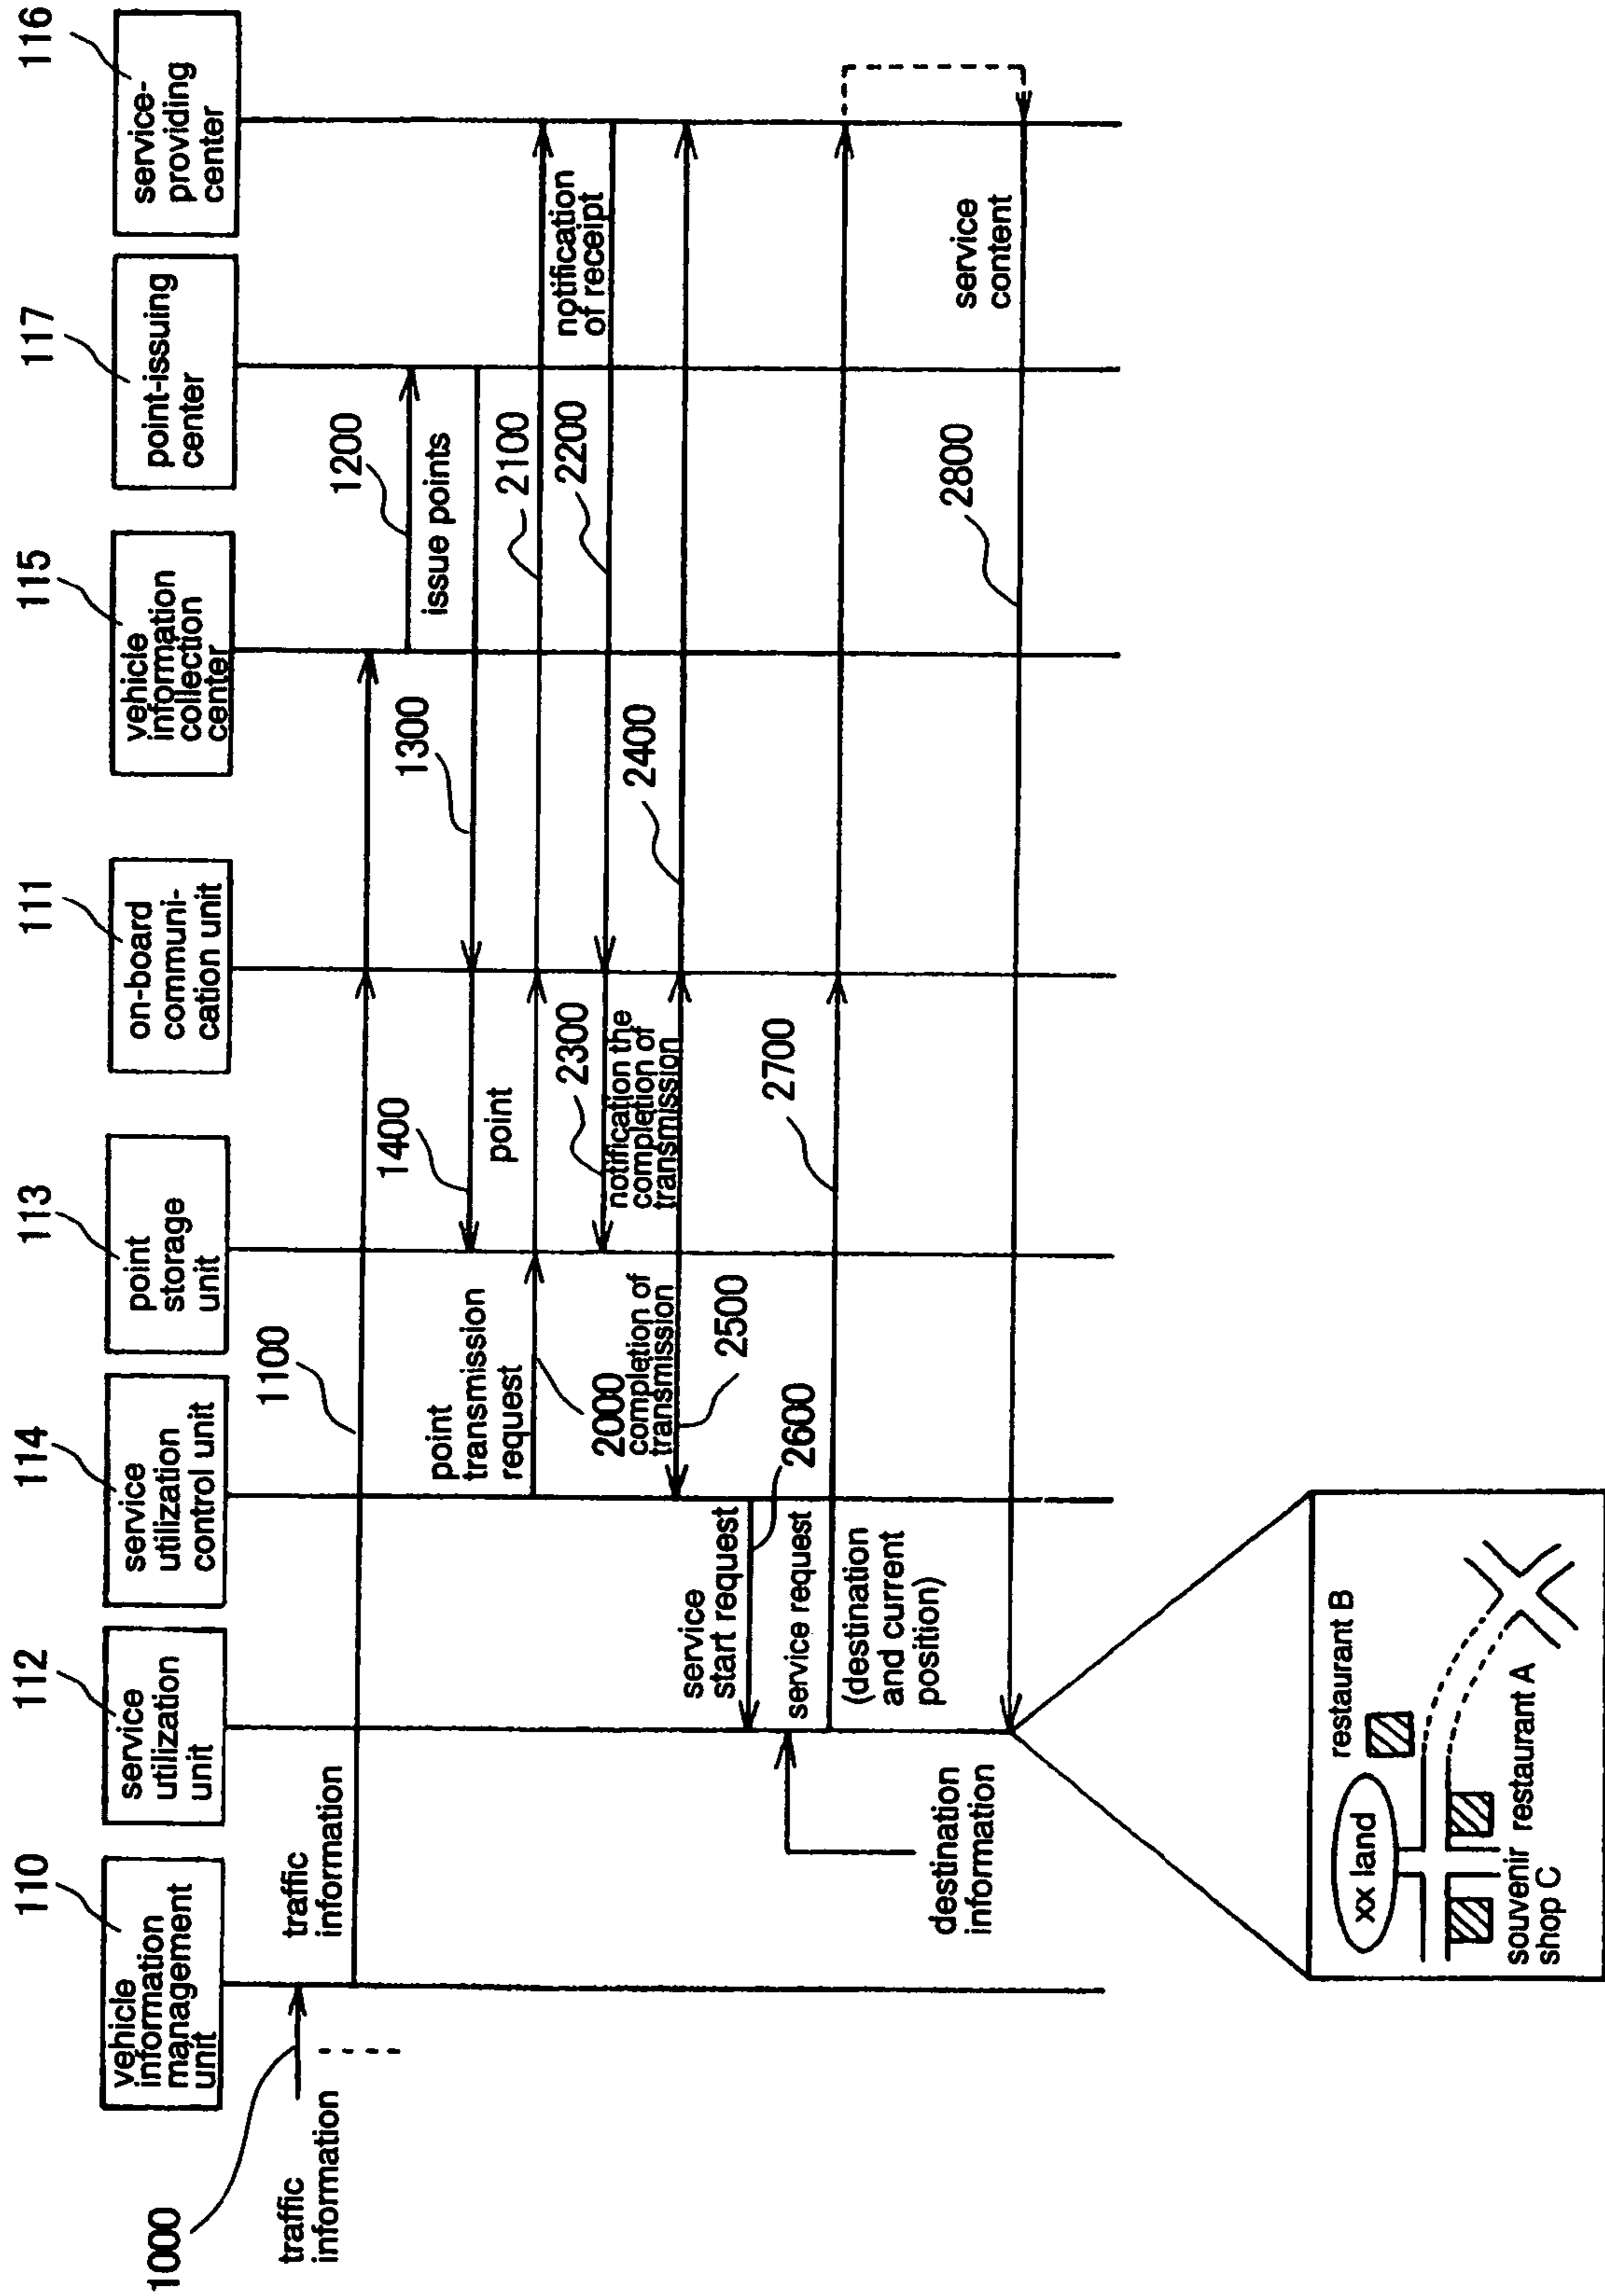 110
112
114
113
111
115
117
116
vehicle
information
management
unit
service
utilization
unit
service
utilization
control unit
point
storage
unit
on-board
communi-
cation unit
vehicle
information
collection
center
point-issuing
center
service-
providing
center
1000
traffic
information
traffic
information
1100
1200
issue points
1300
1400
point
point
transmission
request
2000
2100
notification
of receipt
2200
2300
notification the
completion of
transmission
2400
completion of
transmission
2500
service
start request
2600
service request
(destination
and current
position)
2700
destination
information
service
content
2800
xx land
restaurant B
souvenir
shop C
restaurant A